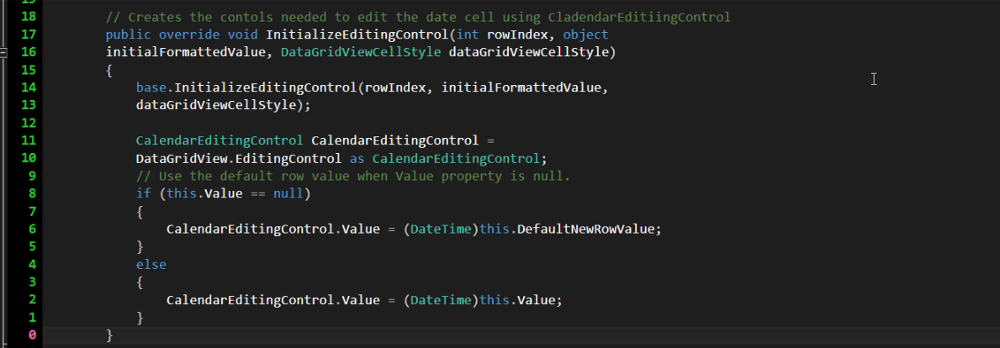 18 // Creates the contols needed to edit the date cell using CladendarEditiingControl
17 public override void InitializeEditingControl(int rowIndex, object
16 initialFormattedValue, DataGridViewCellStyle dataGridViewCellStyle)
15 {
14 base.InitializeEditingControl(rowIndex, initialFormattedValue,
13 dataGridViewCellStyle);
12
11 CalendarEditingControl CalendarEditingControl =
10 DataGridView.EditingControl as CalendarEditingControl;
9 // Use the default row value when Value property is null.
8 if (this.Value == null)
7 {
6 CalendarEditingControl.Value = (DateTime)this.DefaultNewRowValue;
5 }
4 else
3 {
2 CalendarEditingControl.Value = (DateTime)this.Value;
1 }
0 }